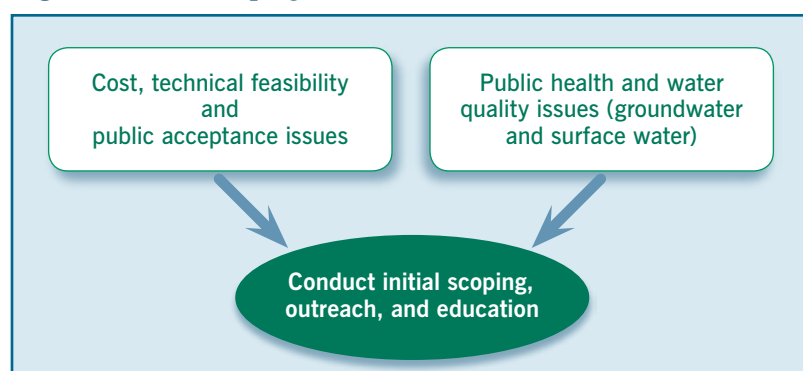 Cost, technical feasibility
and
public acceptance issues
Public health and water
quality issues (groundwater
and surface water)
Conduct initial scoping,
outreach, and education